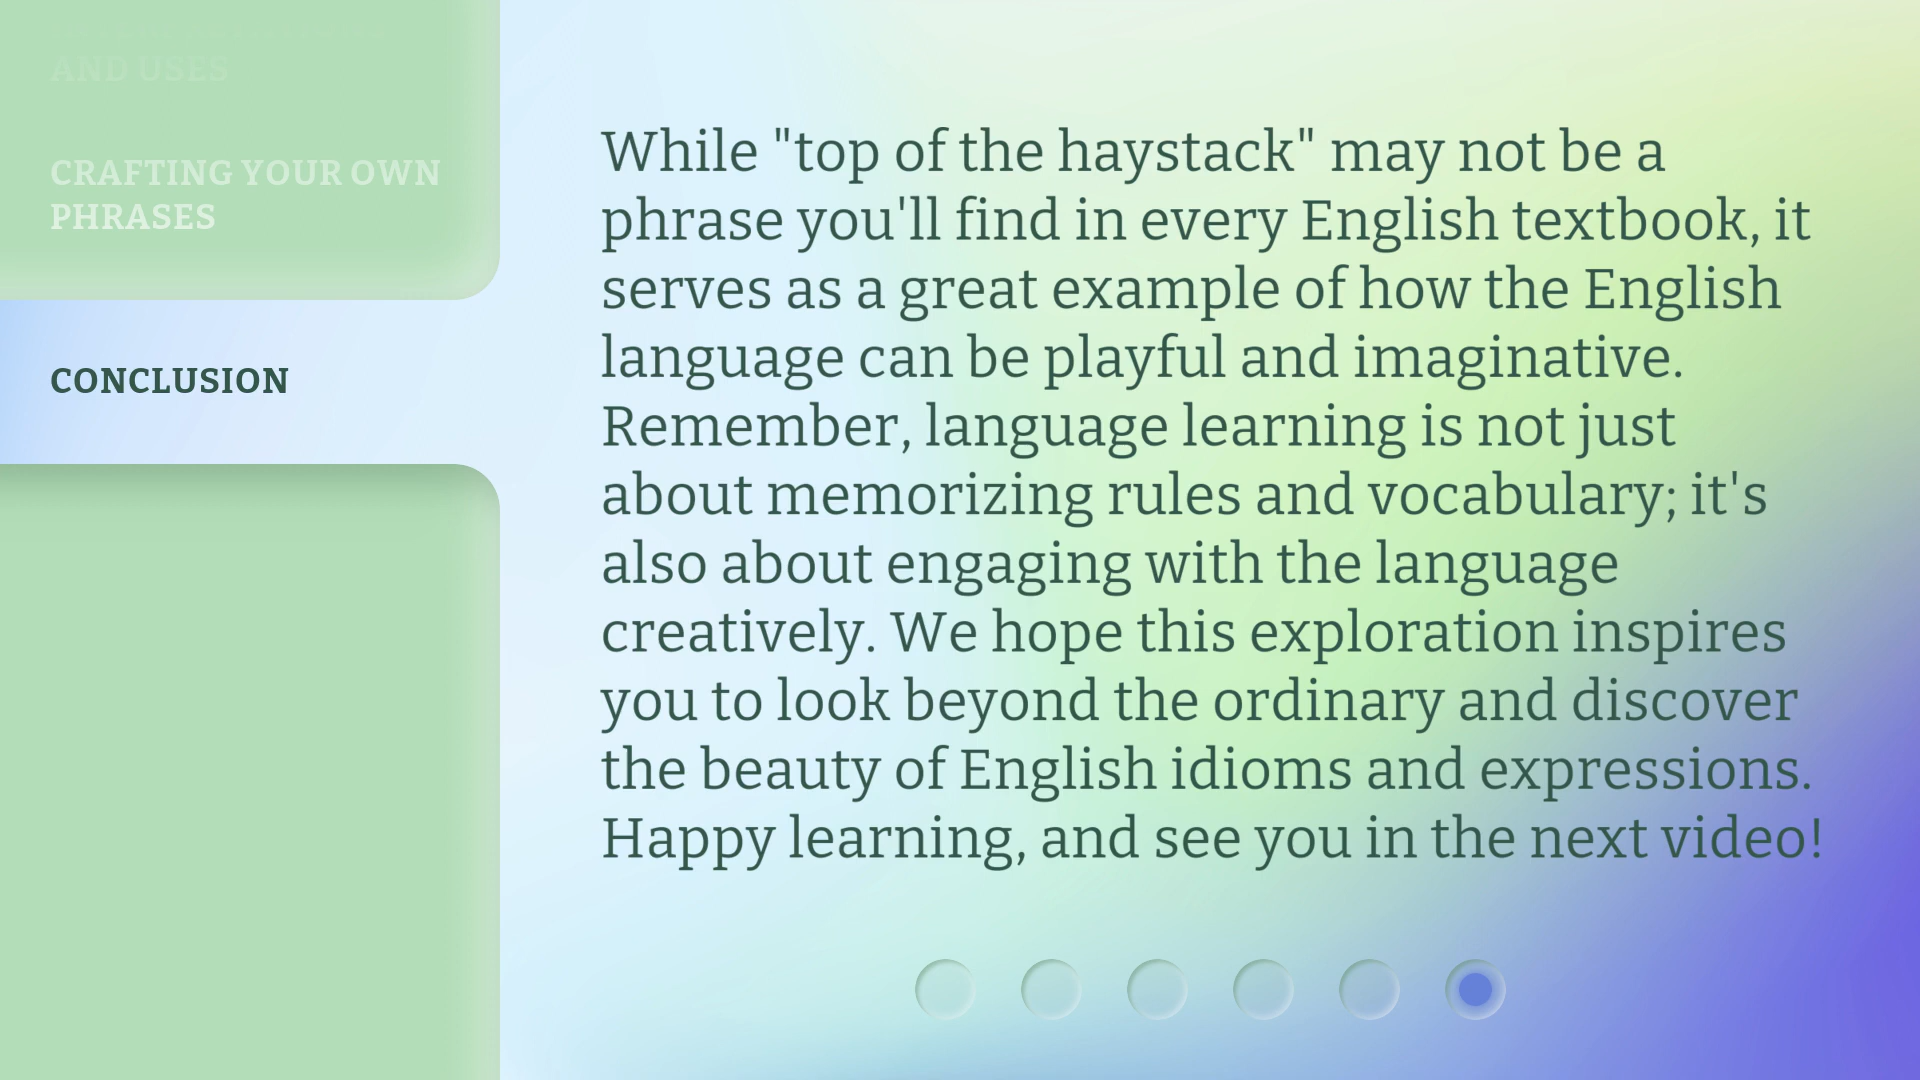 AND USES
CRAFTING YOUR OWN
PHRASES
CONCLUSION
While "top of the haystack" may not be a
phrase you'll find in every English textbook, it
serves as a great example of how the English
language can be playful and imaginative.
Remember, language learning is not just
about memorizing rules and vocabulary; it's
also about engaging with the language
creatively. We hope this exploration inspires
you to look beyond the ordinary and discover
the beauty of English idioms and expressions.
Happy learning, and see you in the next video!